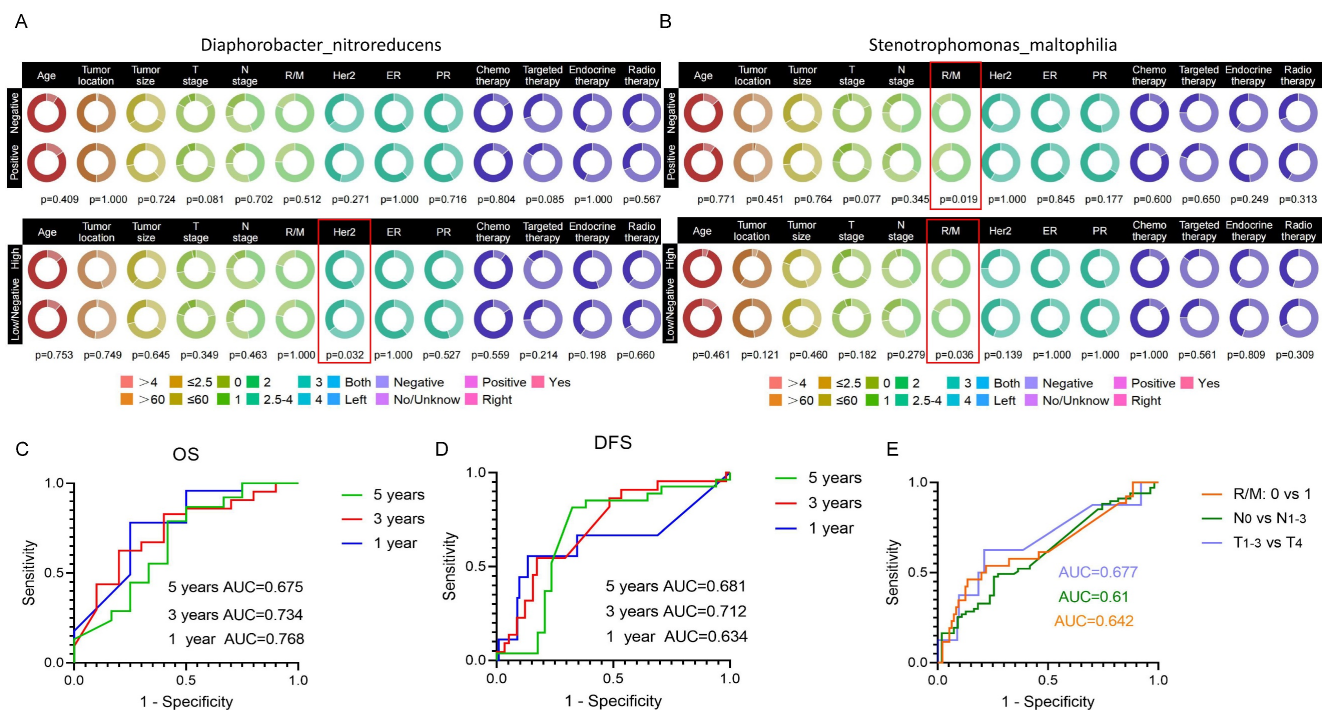 A
Diaphorobacter_nitroreducens
Age Tumor location Tumor size T stage N stage R/M Her2 ER PR Chemo therapy Targeted therapy Endocrine therapy Radio therapy
Negative
Positive
p=0.409 p=1.000 p=0.724 p=0.081 p=0.702 p=0.512 p=0.271 p=1.000 p=0.716 p=0.804 p=0.085 p=1.000 p=0.567
Age Tumor location Tumor size T stage N stage R/M Her2 ER PR Chemo therapy Targeted therapy Endocrine therapy Radio therapy
High
Low/Negative
p=0.753 p=0.749 p=0.645 p=0.349 p=0.463 p=1.000 p=0.032 p=1.000 p=0.527 p=0.559 p=0.214 p=0.198 p=0.660
>4 ≤2.5 0 2 3 Both Negative Positive Yes
>60 ≤60 1 2.5-4 4 Left No/Unknow Right
B
Stenotrophomonas_maltophilia
Age Tumor location Tumor size T stage N stage R/M Her2 ER PR Chemo therapy Targeted therapy Endocrine therapy Radio therapy
Negative
Positive
p=0.771 p=0.451 p=0.764 p=0.077 p=0.345 p=0.019 p=1.000 p=0.845 p=0.177 p=0.600 p=0.650 p=0.249 p=0.313
Age Tumor location Tumor size T stage N stage R/M Her2 ER PR Chemo therapy Targeted therapy Endocrine therapy Radio therapy
High
Low/Negative
p=0.461 p=0.121 p=0.460 p=0.182 p=0.279 p=0.036 p=0.139 p=1.000 p=1.000 p=1.000 p=0.561 p=0.809 p=0.309
>4 ≤2.5 0 2 3 Both Negative Positive Yes
>60 ≤60 1 2.5-4 4 Left No/Unknow Right
C
OS
1.0
0.5
0.0
Sensitivity
0.0 0.5 1.0
1 - Specificity
5 years
3 years
1 year
5 years AUC=0.675
3 years AUC=0.734
1 year AUC=0.768
D
DFS
1.0
0.5
0.0
Sensitivity
0.0 0.5 1.0
1 - Specificity
5 years
3 years
1 year
5 years AUC=0.681
3 years AUC=0.712
1 year AUC=0.634
E
1.0
0.5
0.0
Sensitivity
0.0 0.5 1.0
1 - Specificity
R/M: 0 vs 1
N0 vs N1-3
T1-3 vs T4
AUC=0.677
AUC=0.61
AUC=0.642